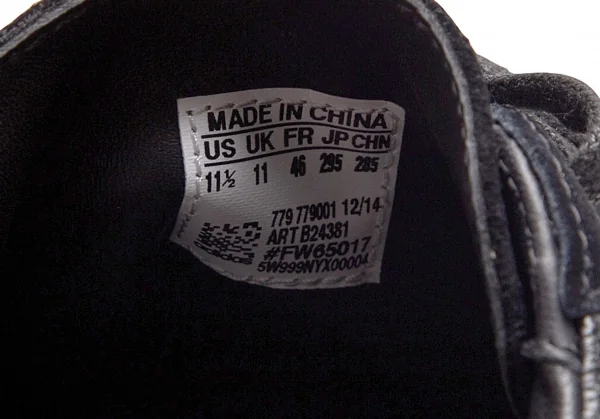 MADE IN CHINA
US UK FR JP CHN
11½ 11 46 295 285
779 779001 12/14
ART B24381
#FW65017
adidas
5W999NYX00004